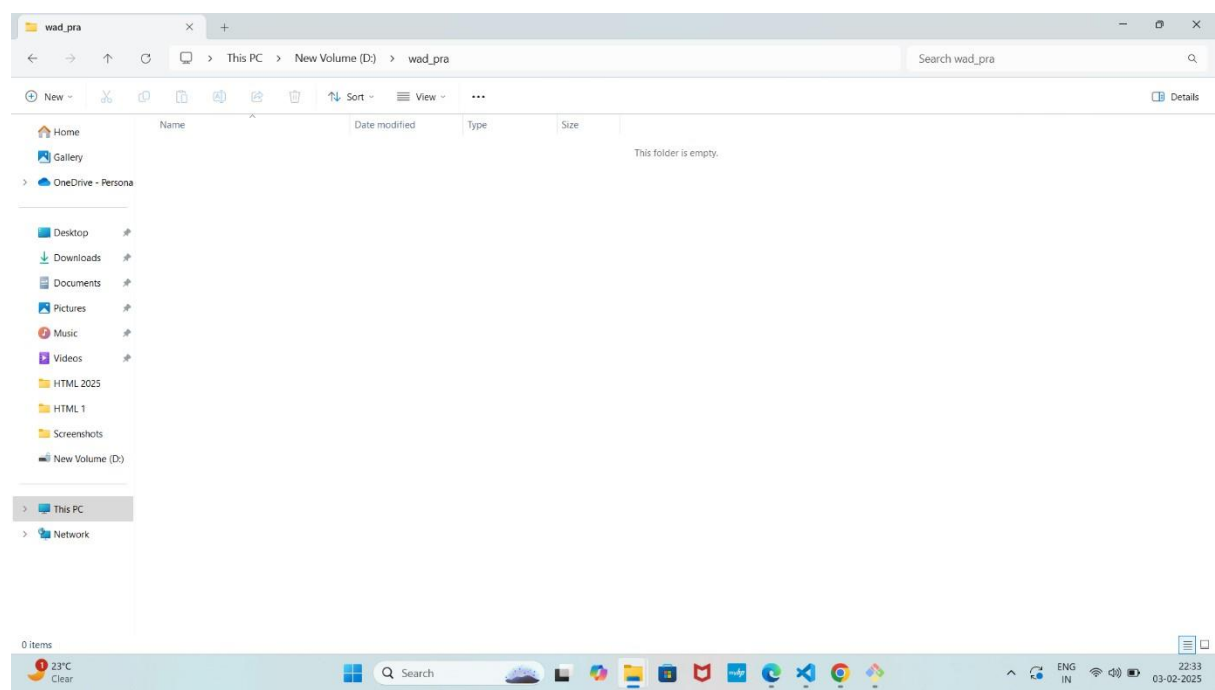 wad_pra
This PC > New Volume (D:) > wad_pra
Search wad_pra
New
Sort
View
Details
Name
Date modified
Type
Size
This folder is empty.
Home
Gallery
OneDrive - Persona
Desktop
Downloads
Documents
Pictures
Music
Videos
HTML 2025
HTML 1
Screenshots
New Volume (D:)
This PC
Network
0 items
1
23°C
Clear
Search
ENG
IN
22:33
03-02-2025